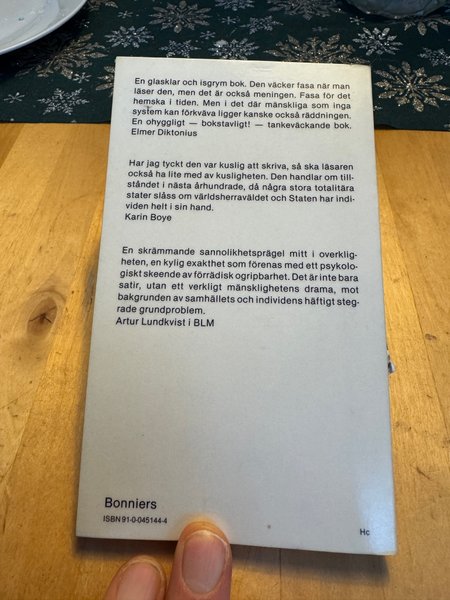 En glasklar och isgrym bok. Den väcker fasa när man
läser den, men det är också meningen. Fasa för det
hemska i tiden. Men i det där mänskliga som inga
system kan förkväva ligger kanske också räddningen.
En ohyggligt — bokstavligt! — tankeväckande bok.
Elmer Diktonius
Har jag tyckt den var kuslig att skriva, så ska läsaren
också ha lite med av kusligheten. Den handlar om till-
ståndet i nästa århundrade, då några stora totalitära
stater slåss om världsherraväldet och Staten har indi-
viden helt i sin hand.
Karin Boye
En skrämmande sannolikhetsprägel mitt i overklig-
heten, en kylig exakthet som förenas med ett psykolo-
giskt skeende av förrädisk ogripbarhet. Det är inte bara
satir, utan ett verkligt mänsklighetens drama, mot
bakgrunden av samhällets och individens häftigt steg-
rade grundproblem.
Artur Lundkvist i BLM
Bonniers
ISBN 91-0-045144-4
Hc